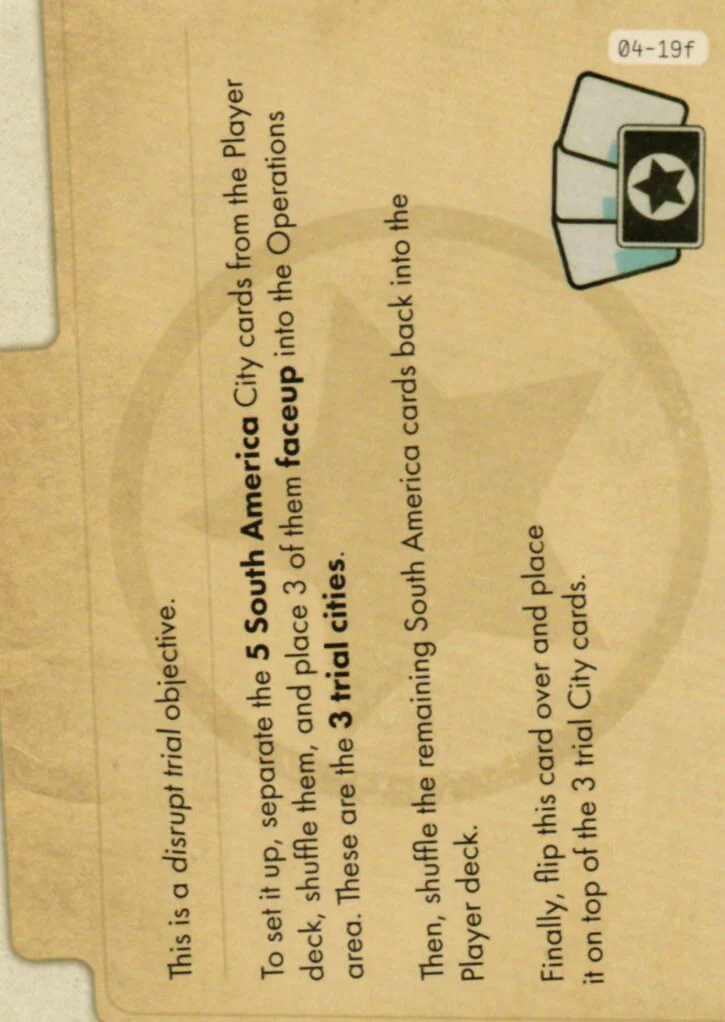 This is a disrupt trial objective.
To set it up, separate the 5 South America City cards from the Player
deck, shuffle them, and place 3 of them faceup into the Operations
area. These are the 3 trial cities.
Then, shuffle the remaining South America cards back into the
Player deck.
Finally, flip this card over and place
it on top of the 3 trial City cards.
04-19f